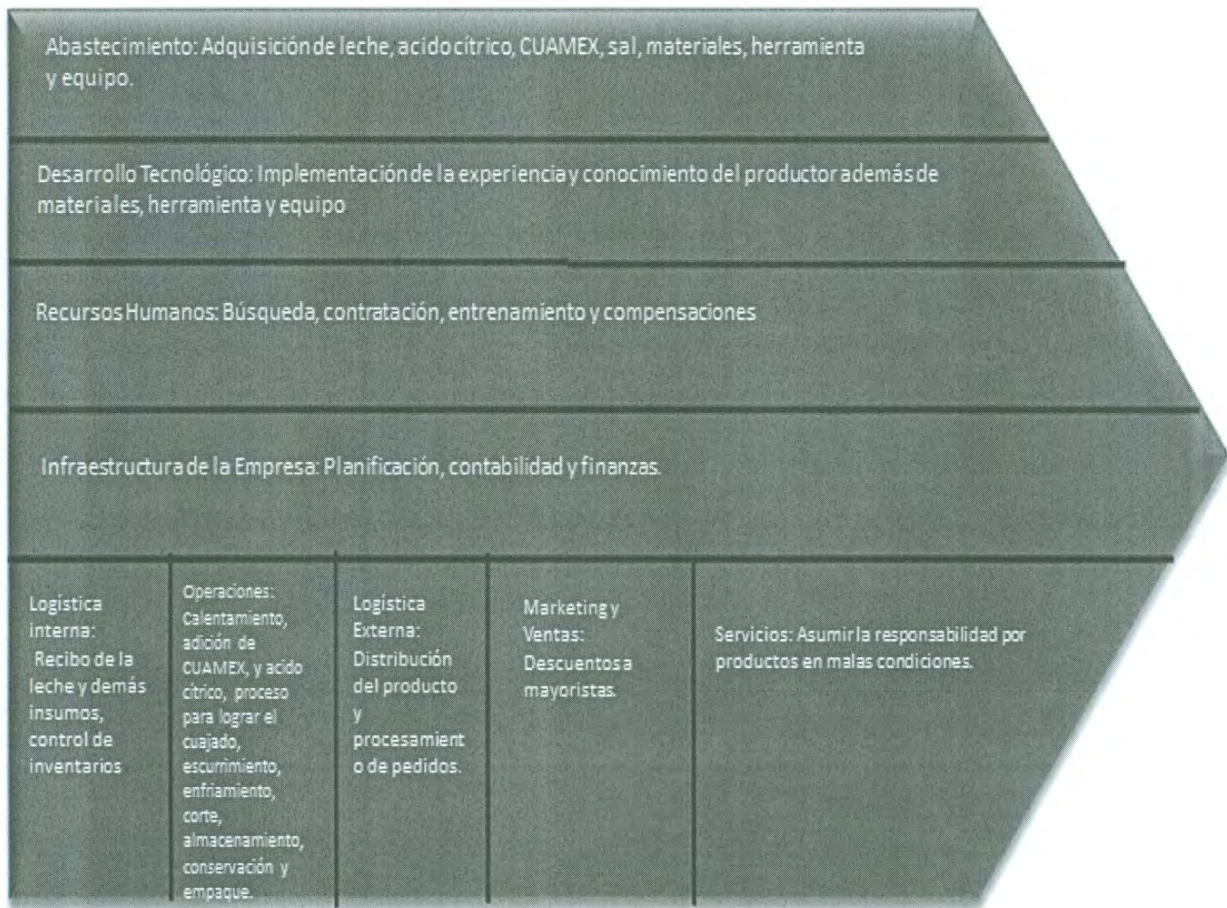 Abastecimiento: Adquisición de leche, acido cítrico, CUAMEX, sal, materiales, herramienta
y equipo.
Desarrollo Tecnológico: Implementación de la experiencia y conocimiento del productor además de
materiales, herramienta y equipo
Recursos Humanos: Búsqueda, contratación, entrenamiento y compensaciones
Infraestructura de la Empresa: Planificación, contabilidad y finanzas.
Logística
interna:
Recibo de la
leche y demás
insumos,
control de
inventarios
Operaciones:
Calentamiento,
adición de
CUAMEX, y acido
cítrico, proceso
para lograr el
cuajado,
escurrimiento,
enfriamiento,
corte,
almacenamiento,
conservación y
empaque.
Logística
Externa:
Distribución
del producto
y
procesamient
o de pedidos.
Marketing y
Ventas:
Descuentos a
mayoristas.
Servicios: Asumir la responsabilidad por
productos en malas condiciones.